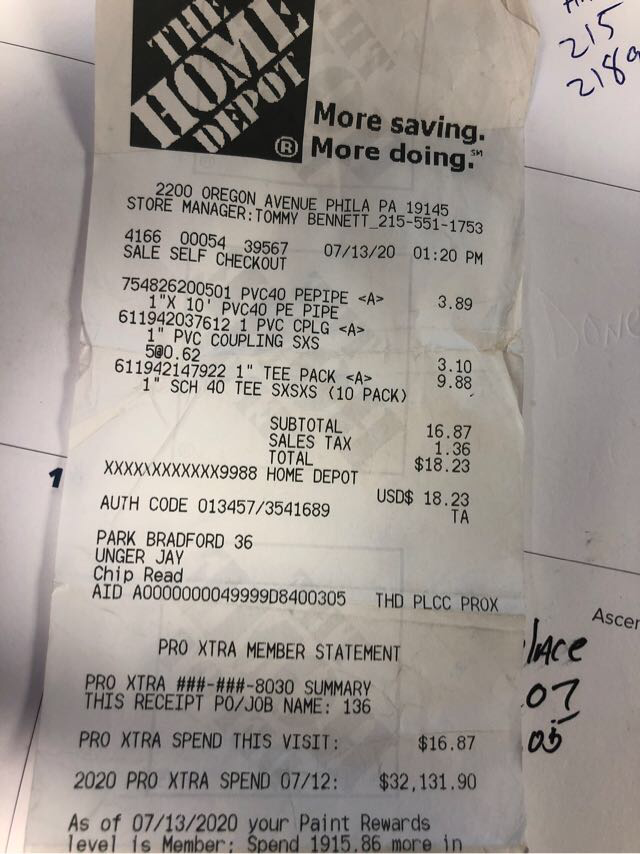 THE
HOME
DEPOT
®
More saving.
More doing.℠
2200 OREGON AVENUE PHILA PA 19145
STORE MANAGER:TOMMY BENNETT_215-551-1753
4166 00054 39567 07/13/20 01:20 PM
SALE SELF CHECKOUT
754826200501 PVC40 PEPIPE <A> 3.89
1"X 10' PVC40 PE PIPE
611942037612 1 PVC CPLG <A>
1" PVC COUPLING SXS
5@0.62 3.10
611942147922 1" TEE PACK <A> 9.88
1" SCH 40 TEE SXSXS (10 PACK)
SUBTOTAL 16.87
SALES TAX 1.36
TOTAL $18.23
XXXXXXXXXXXX9988 HOME DEPOT
USD$ 18.23
AUTH CODE 013457/3541689 TA
PARK BRADFORD 36
UNGER JAY
Chip Read
AID A0000000049999D8400305 THD PLCC PROX
PRO XTRA MEMBER STATEMENT
PRO XTRA ###-###-8030 SUMMARY
THIS RECEIPT PO/JOB NAME: 136
PRO XTRA SPEND THIS VISIT: $16.87
2020 PRO XTRA SPEND 07/12: $32,131.90
As of 07/13/2020 your Paint Rewards
level is Member; Spend 1915.86 more in
215
218
1
Ascen
lace
07
05